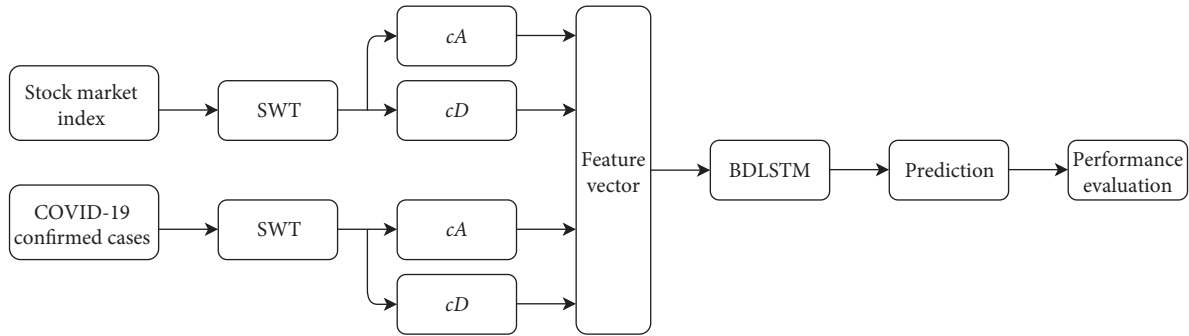 Stock market
index
SWT
cA
cD
COVID-19
confirmed cases
SWT
cA
cD
Feature
vector
BDLSTM
Prediction
Performance
evaluation